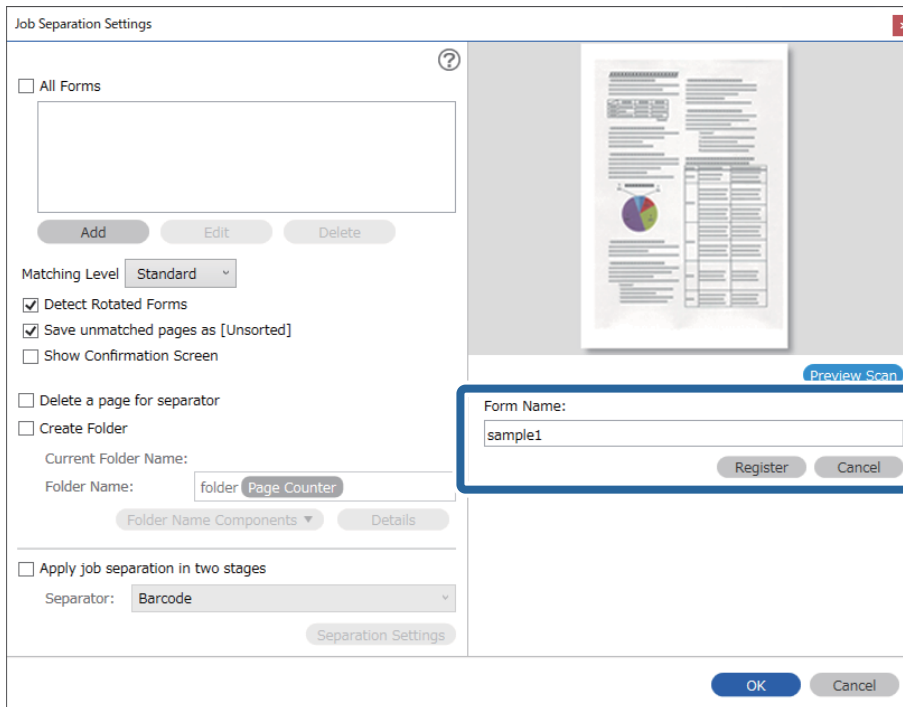 Job Separation Settings
All Forms
Add Edit Delete
Matching Level Standard
Detect Rotated Forms
Save unmatched pages as [Unsorted]
Show Confirmation Screen
Delete a page for separator
Create Folder
Current Folder Name:
Folder Name: folder Page Counter
Folder Name Components Details
Apply job separation in two stages
Separator: Barcode
Separation Settings
Preview Scan
Form Name:
sample1
Register Cancel
OK Cancel